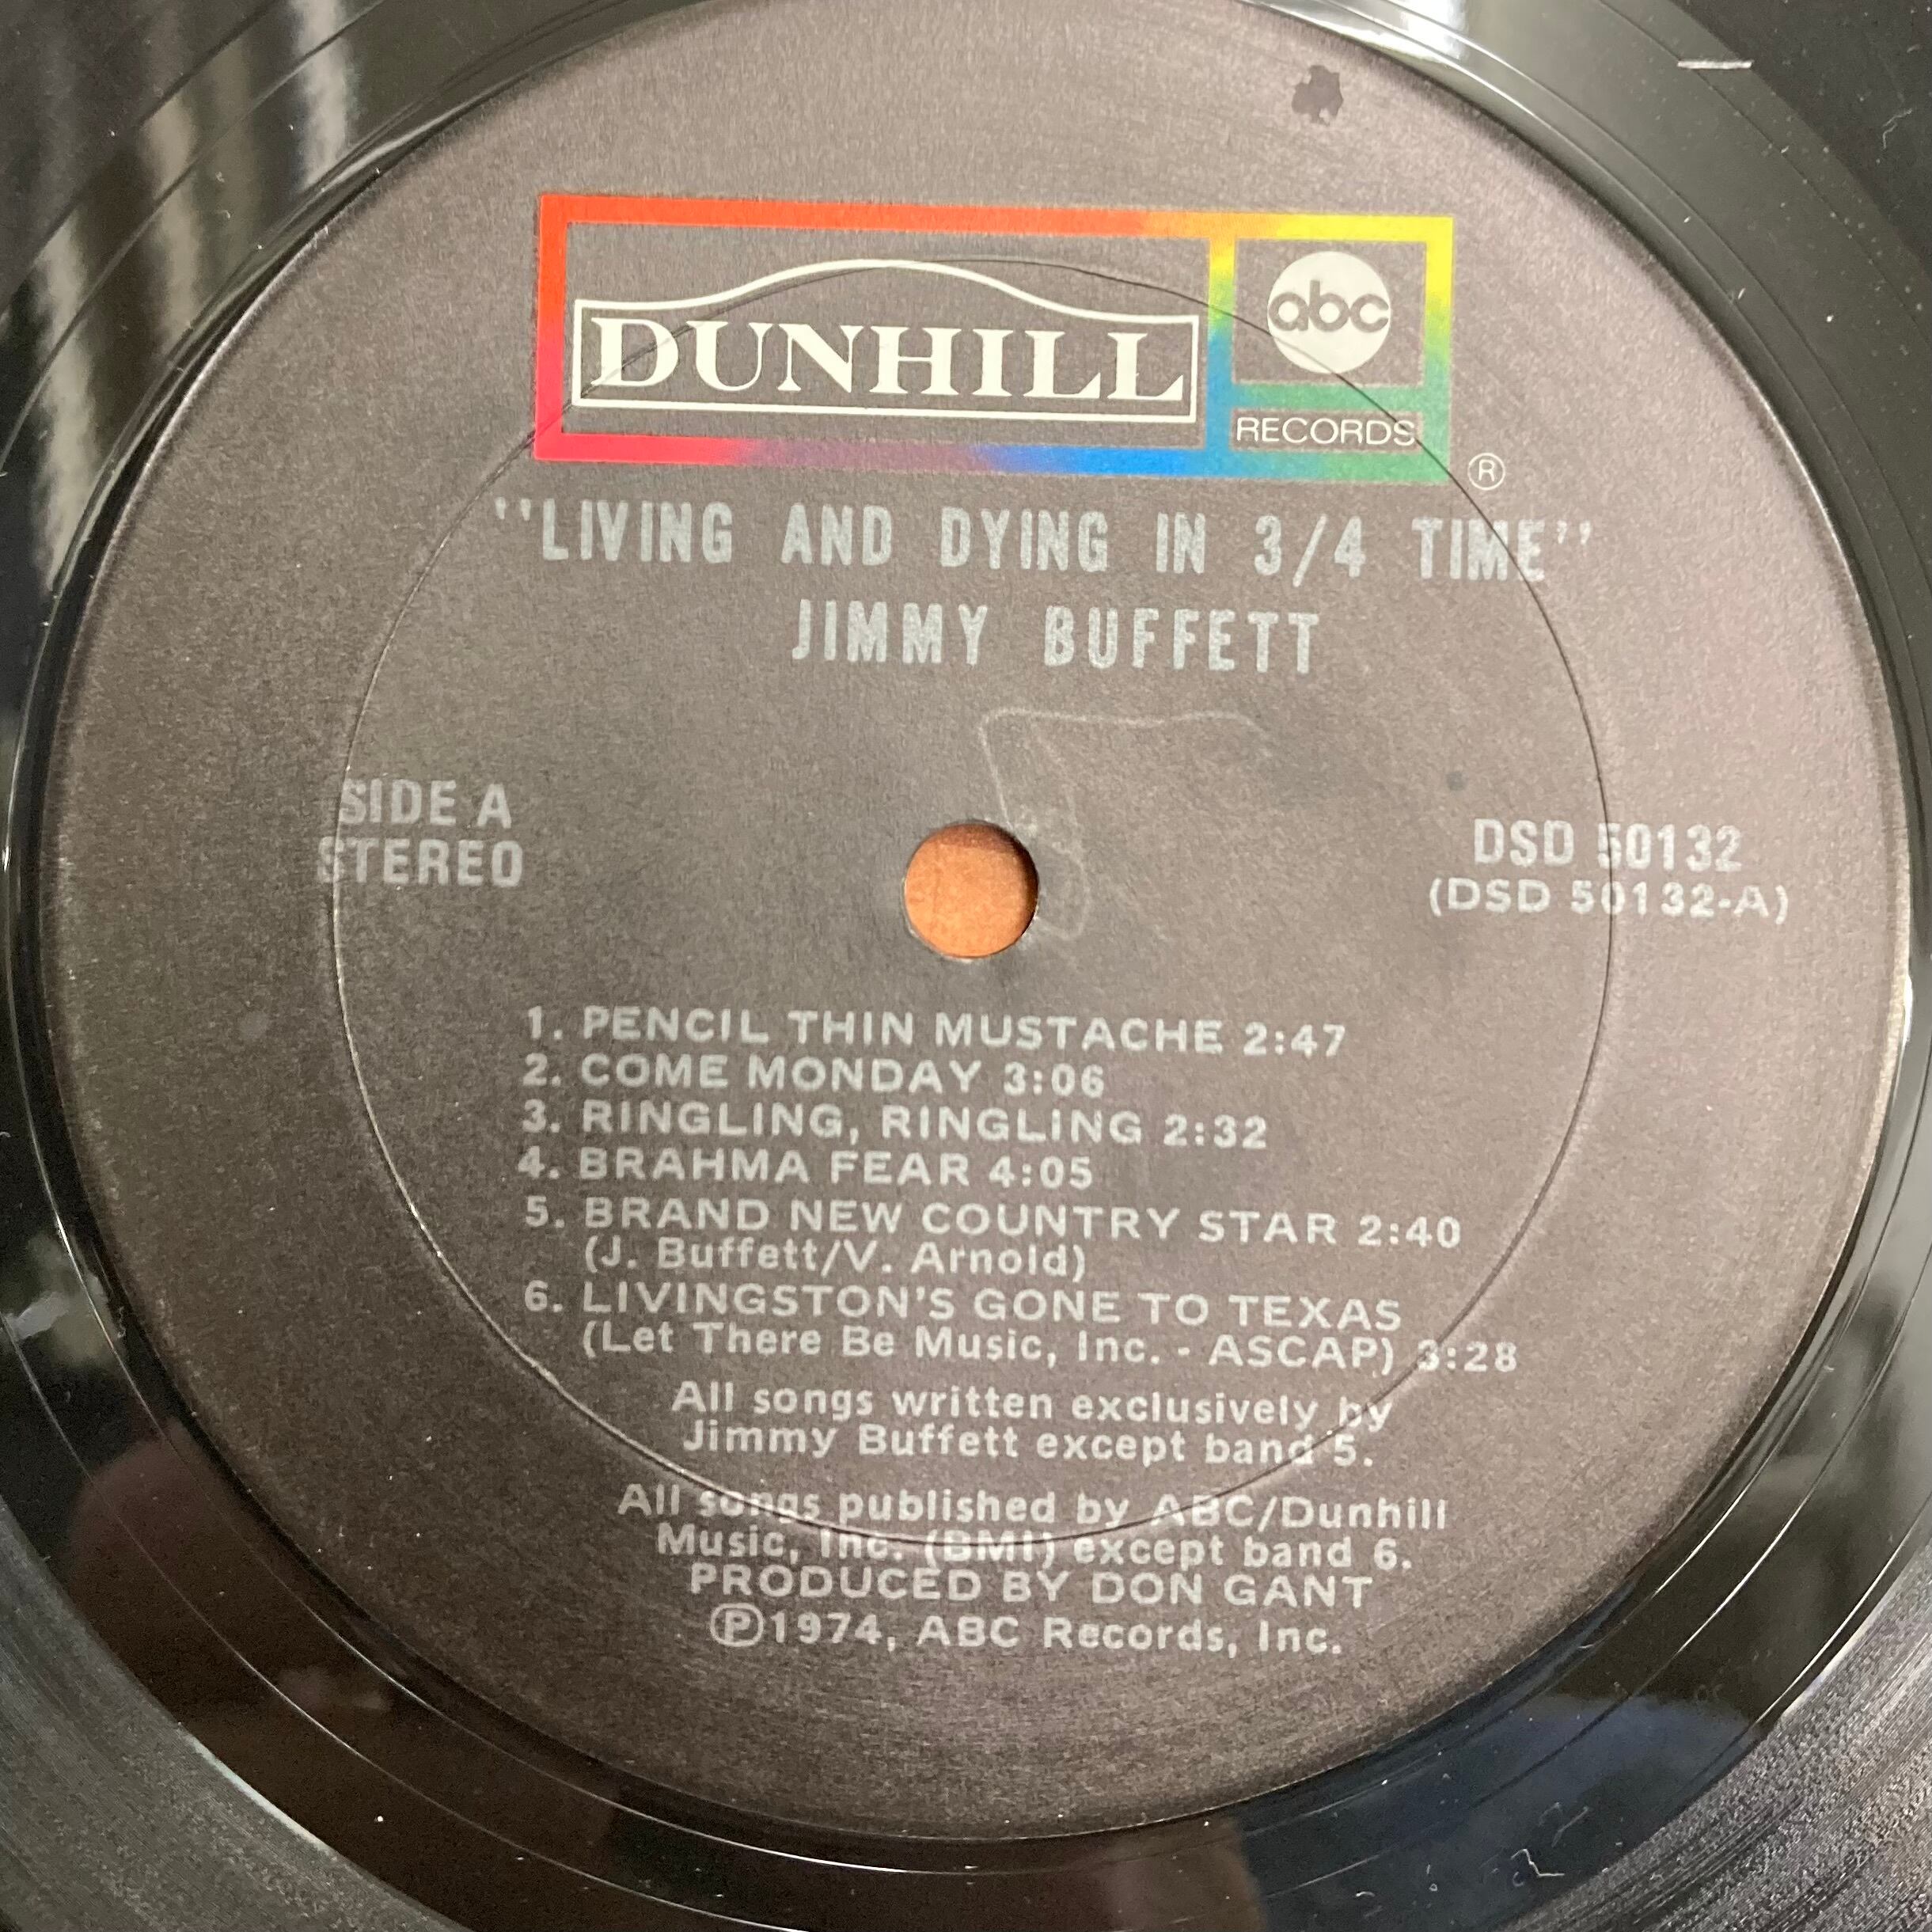 DUNHILL
abc
RECORDS
®
"LIVING AND DYING IN 3/4 TIME"
JIMMY BUFFETT
SIDE A
STEREO
DSD 50132
(DSD 50132-A)
1. PENCIL THIN MUSTACHE 2:47
2. COME MONDAY 3:06
3. RINGLING, RINGLING 2:32
4. BRAHMA FEAR 4:05
5. BRAND NEW COUNTRY STAR 2:40
(J. Buffett/V. Arnold)
6. LIVINGSTON'S GONE TO TEXAS
(Let There Be Music, Inc. - ASCAP) 3:28
All songs written exclusively by
Jimmy Buffett except band 5.
All songs published by ABC/Dunhill
Music, Inc. (BMI) except band 6.
PRODUCED BY DON GANT
Ⓟ1974, ABC Records, Inc.